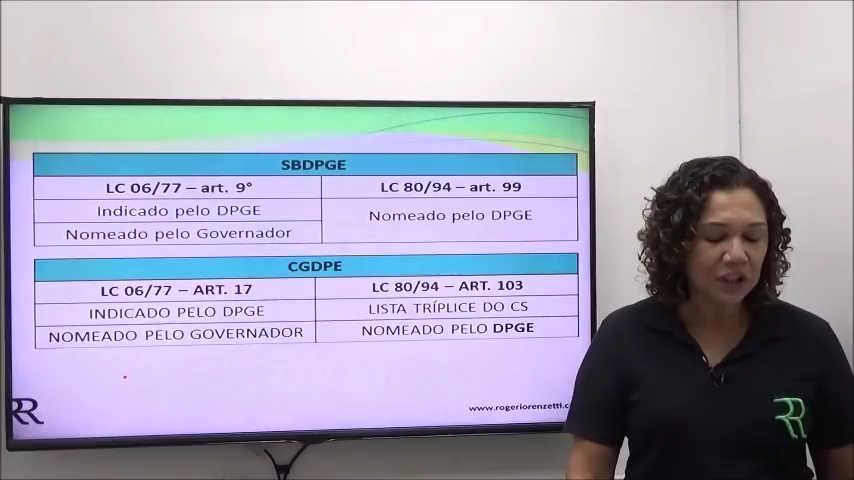 SBDPGE
LC 06/77 – art. 9° LC 80/94 – art. 99
Indicado pelo DPGE Nomeado pelo DPGE
Nomeado pelo Governador
CGDPE
LC 06/77 – ART. 17 LC 80/94 – ART. 103
INDICADO PELO DPGE LISTA TRÍPLICE DO CS
NOMEADO PELO GOVERNADOR NOMEADO PELO DPGE
RR
www.rogeriorenzetti.c
RR